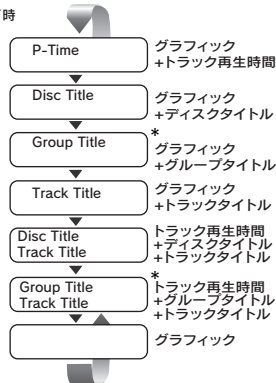 時
P-Time
グラフィック
+トラック再生時間
Disc Title
グラフィック
+ディスクタイトル
Group Title
*
グラフィック
+グループタイトル
Track Title
グラフィック
+トラックタイトル
Disc Title
Track Title
トラック再生時間
+ディスクタイトル
+トラックタイトル
Group Title
Track Title
*
トラック再生時間
+グループタイトル
+トラックタイトル
グラフィック